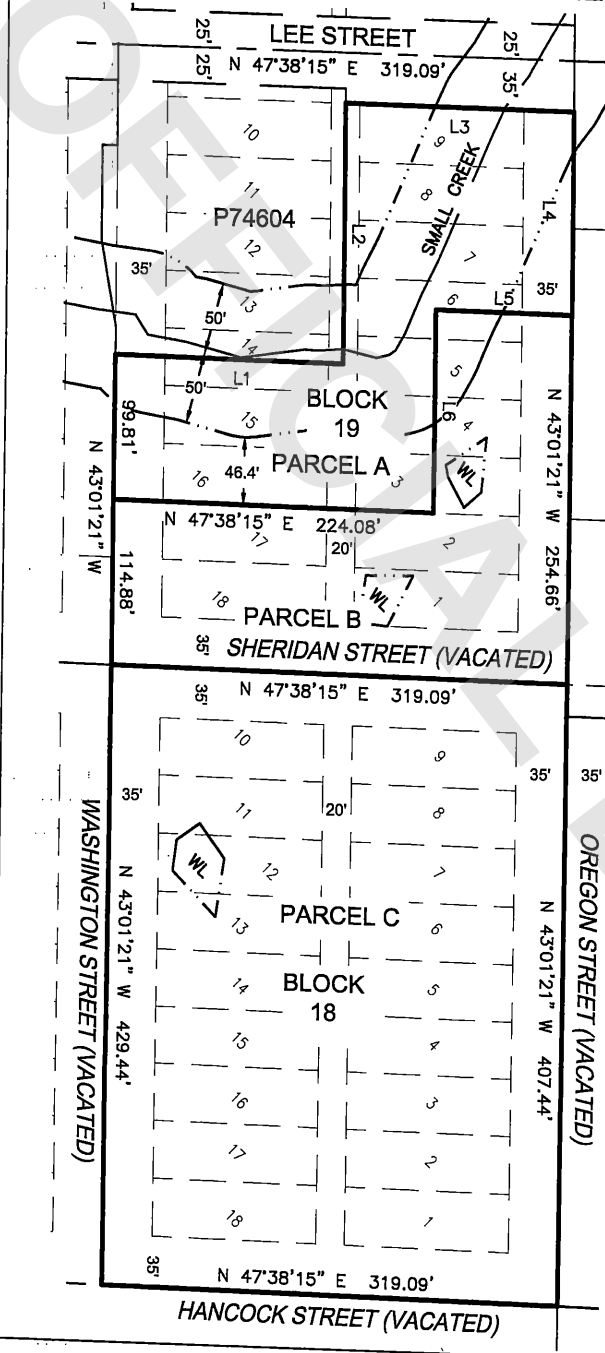 LEE STREET
25'
25'
N 47°38'15" E 319.09'
25'
35'
10
11
P74604
12
35'
13
50'
14
L1
50'
15
16
46.4'
L2
L3
9
8
SMALL CREEK
7
6
L4
L5
35'
5
L6
4
WL
3
BLOCK
19
PARCEL A
99.81'
N 43°01'21" W
114.88'
N 47°38'15" E 224.08'
17
20'
2
18
WL
1
N 43°01'21" W 254.66'
PARCEL B
35'
SHERIDAN STREET (VACATED)
35'
N 47°38'15" E 319.09'
10
9
35'
35'
35'
11
20'
8
WL
12
7
13
PARCEL C
6
14
BLOCK
18
5
15
4
16
3
17
2
18
1
WASHINGTON STREET (VACATED)
N 43°01'21" W 429.44'
N 43°01'21" W 407.44'
OREGON STREET (VACATED)
35'
N 47°38'15" E 319.09'
HANCOCK STREET (VACATED)
OFFICIAL